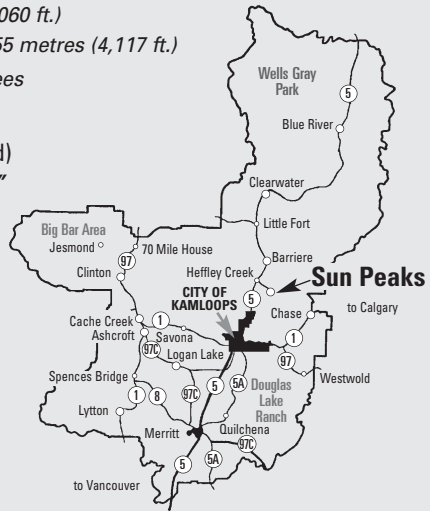 060 ft.)
55 metres (4,117 ft.)
ees
d)
"
Wells Gray
Park
5
Blue River
Clearwater
Little Fort
Big Bar Area
Jesmond
97
70 Mile House
Clinton
Barriere
Heffley Creek
Sun Peaks
5
CITY OF
KAMLOOPS
Chase
to Calgary
Cache Creek
1
Ashcroft
Savona
97C
Logan Lake
1
97
Westwold
Spences Bridge
97C
5
5A
Douglas
Lake
Ranch
1
8
Lytton
Merritt
Quilchena
97C
5
5A
to Vancouver